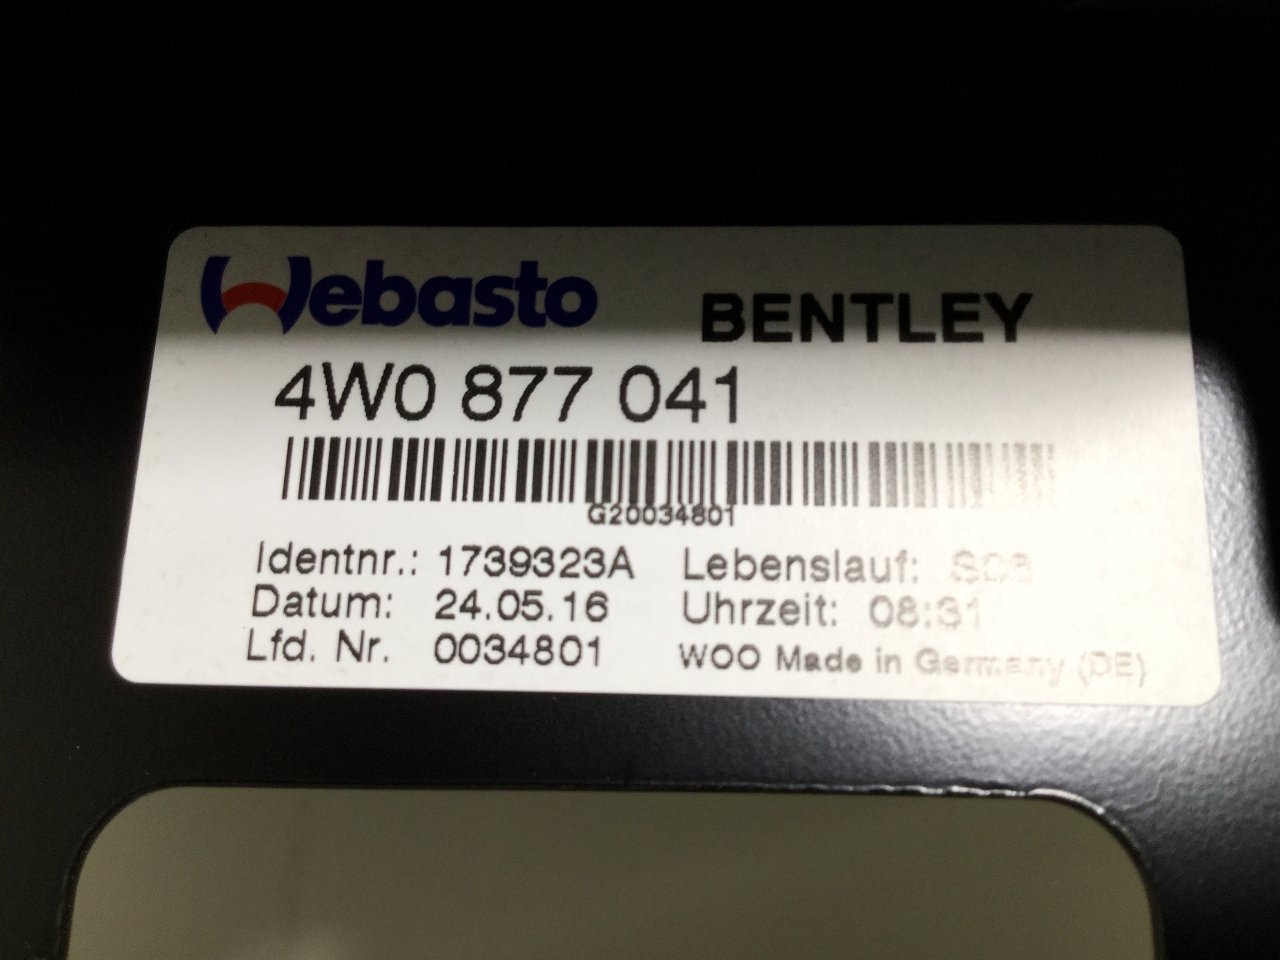 Webasto BENTLEY
4W0 877 041
G20034801
Identnr.: 1739323A Lebenslauf:
Datum: 24.05.16 Uhrzeit: 08:31
Lfd. Nr. 0034801 WOO Made in Germany (DE)